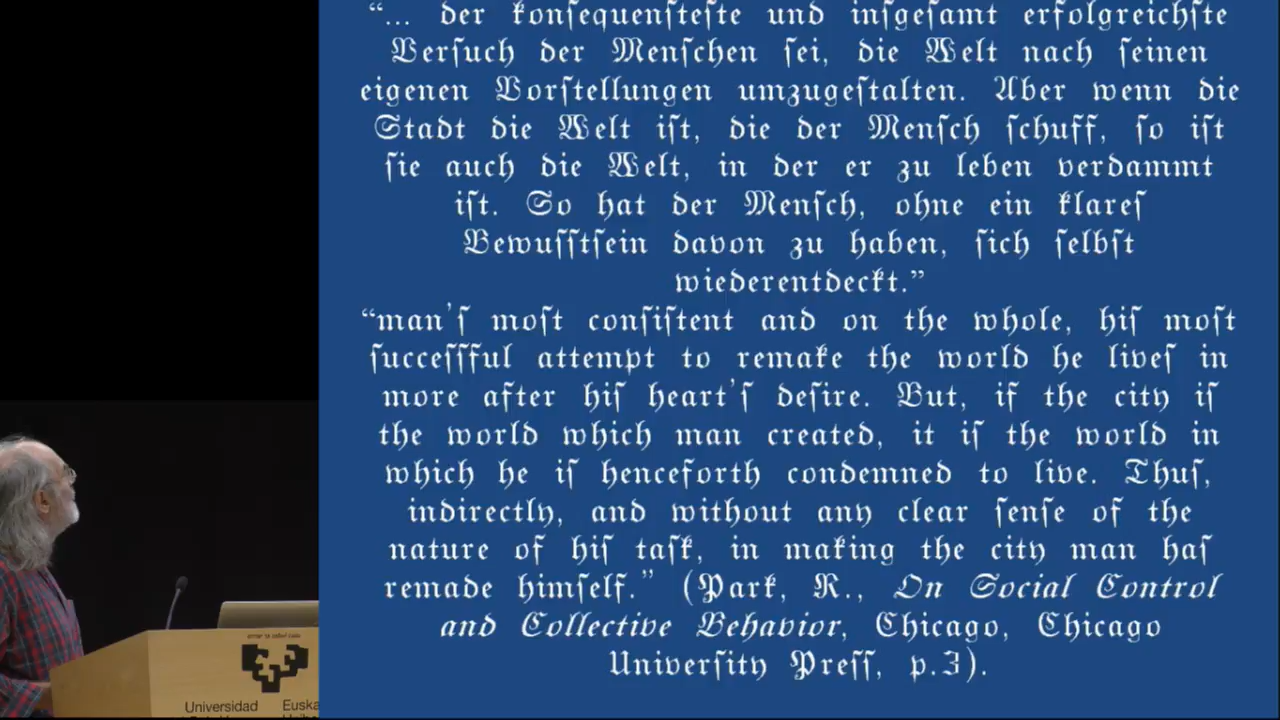 “... der konſequenſteſte und inſgeſamt erfolgreichſte
Verſuch der Menſchen ſei, die Welt nach ſeinen
eigenen Vorſtellungen umzugeſtalten. Aber wenn die
Stadt die Welt iſt, die der Menſch ſchuff, ſo iſt
ſie auch die Welt, in der er zu leben verdammt
iſt. So hat der Menſch, ohne ein klareſ
Bewuſſtſein davon zu haben, ſich ſelbſt
wiederentdeckt.”
“man'ſ moſt conſiſtent and on the whole, hiſ moſt
ſucceſſful attempt to remake the world he liveſ in
more after hiſ heart'ſ deſire. But, if the city iſ
the world which man created, it iſ the world in
which he iſ henceforth condemned to live. Thuſ,
indirectly, and without any clear ſenſe of the
nature of hiſ taſk, in making the city man haſ
remade himſelf.” (Park, R., On Social Control
and Collective Behavior, Chicago, Chicago
Univerſity Preſſ, p.3).
Universidad